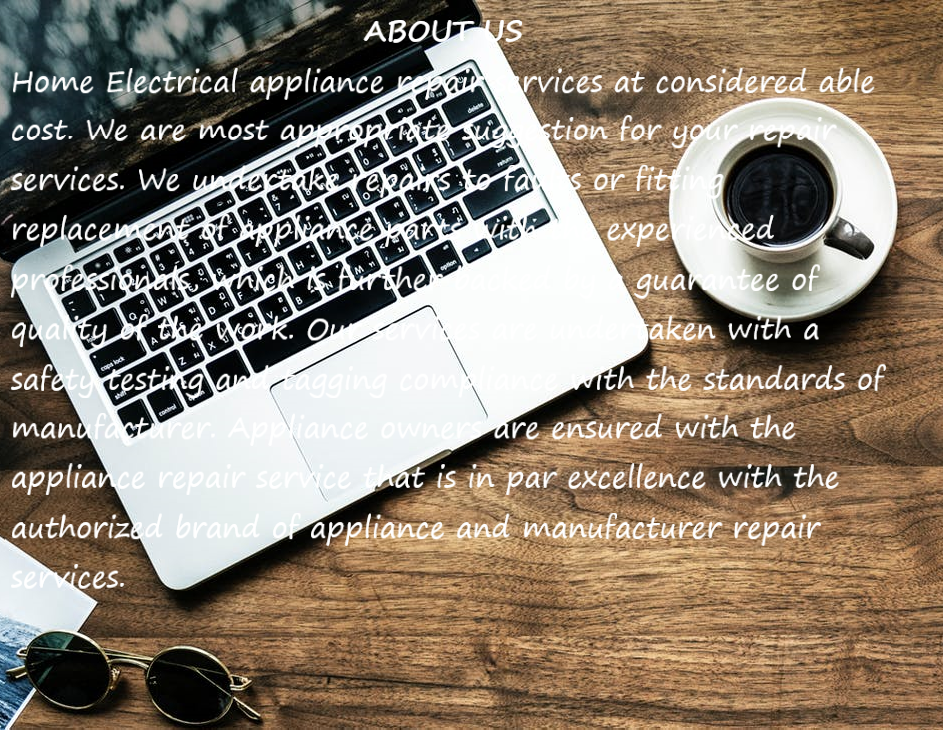 ABOUT US
Home Electrical appliance repair services at considered able
cost. We are most appropriate suggestion for your repair
services. We undertake repairs to faults or fitting
replacement of appliance parts with experienced
professionals, which is further backed guarantee of
quality of the work. Our services are undertaken with a
safety testing and tagging compliance with the standards of
manufacturer. Appliance owners are ensured with the
appliance repair service that is in par excellence with the
authorized brand of appliance and manufacturer repair
services.